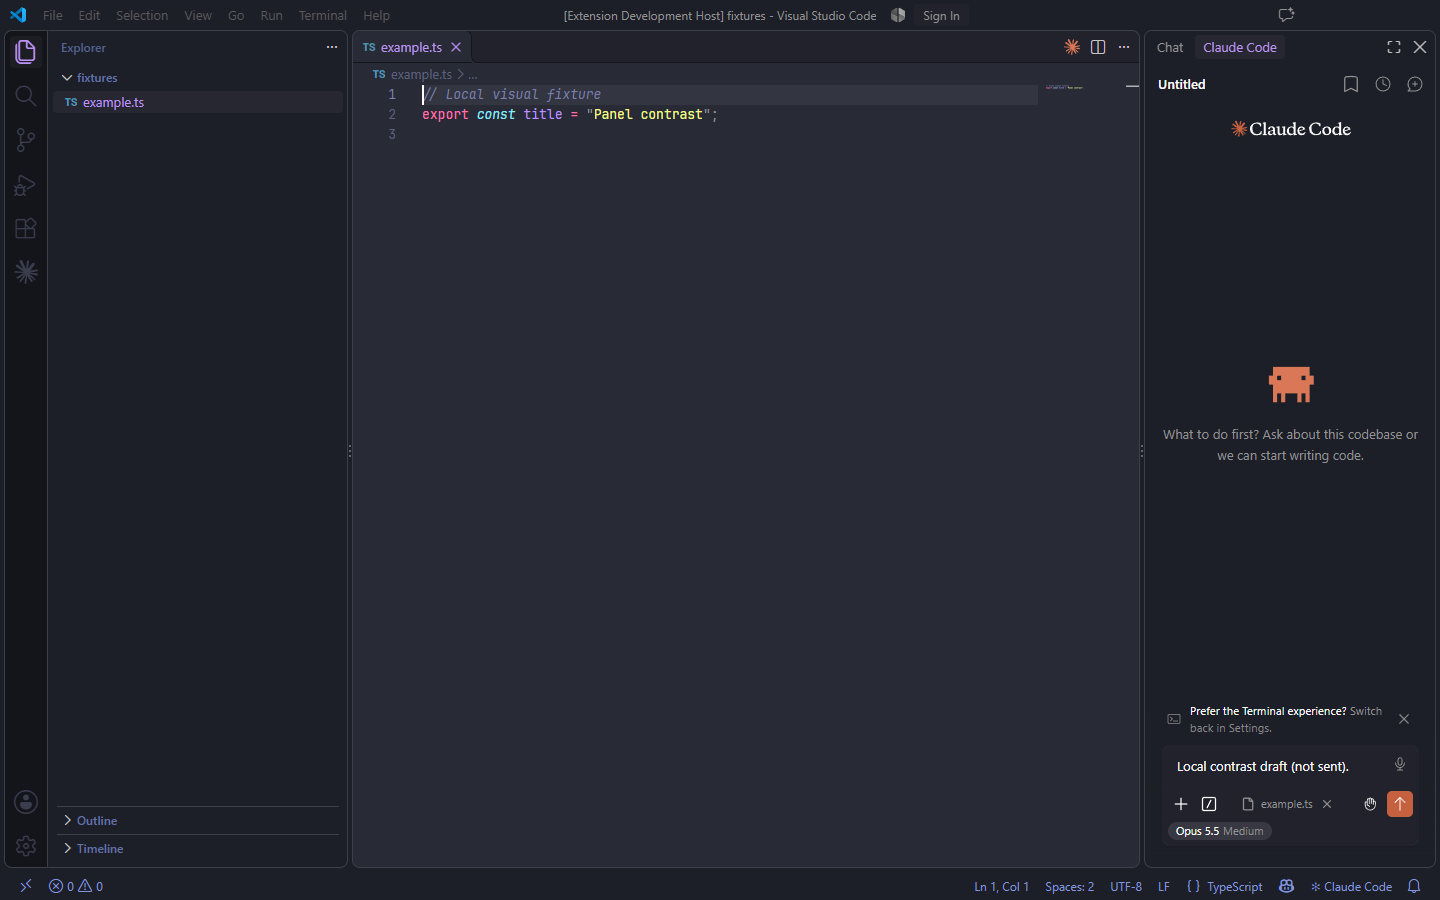 File Edit Selection View Go Run Terminal Help
[Extension Development Host] fixtures - Visual Studio Code
Sign In
Explorer
fixtures
TS example.ts
Outline
Timeline
TS example.ts
TS example.ts > ...
1 // Local visual fixture
2 export const title = "Panel contrast";
3
Chat Claude Code
Untitled
Claude Code
What to do first? Ask about this codebase or
we can start writing code.
Prefer the Terminal experience? Switch
back in Settings.
Local contrast draft (not sent).
example.ts
Opus 5.5 Medium
0 0
Ln 1, Col 1 Spaces: 2 UTF-8 LF { } TypeScript Claude Code